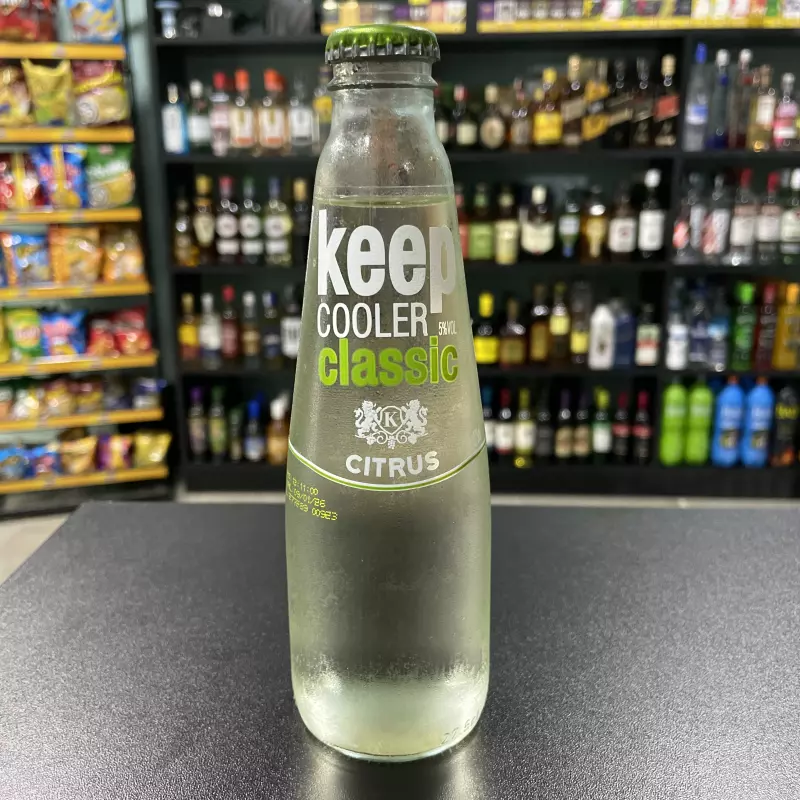 keep
COOLER 5%VOL
classic
K
CITRUS